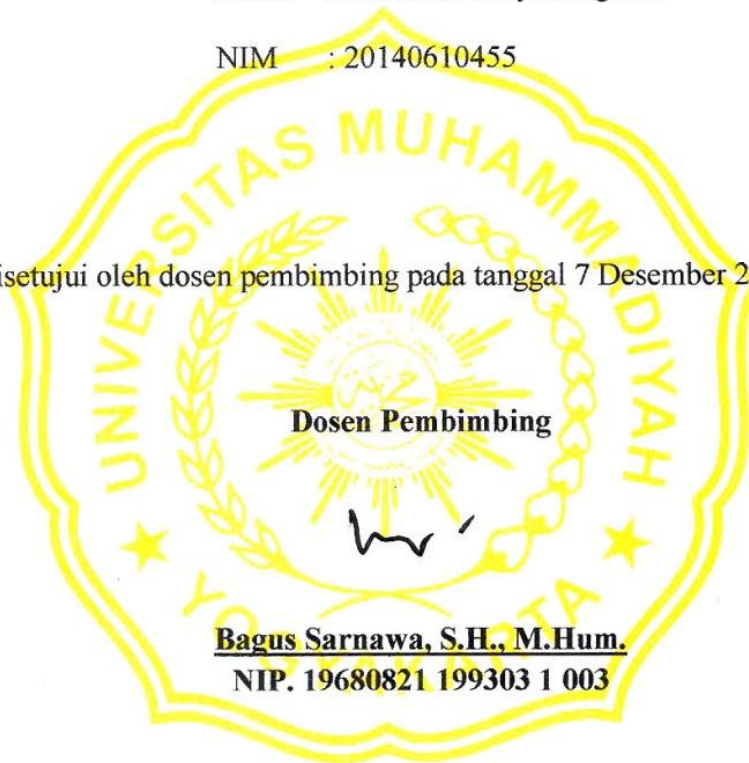 NIM : 20140610455
UNIVERSITAS MUHAMMADIYAH
isetujui oleh dosen pembimbing pada tanggal 7 Desember 2
Dosen Pembimbing
Bagus Sarnawa, S.H., M.Hum.
NIP. 19680821 199303 1 003
★ YOGYAKARTA ★